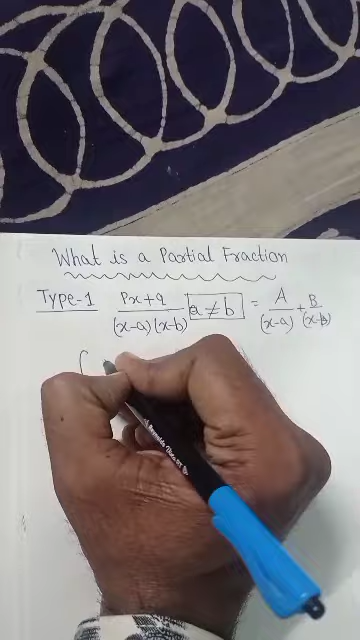 What is a Partial Fraction
Type-1 Px+q/(x-a)(x-b) a ≠ b = A/(x-a) + B/(x-b)